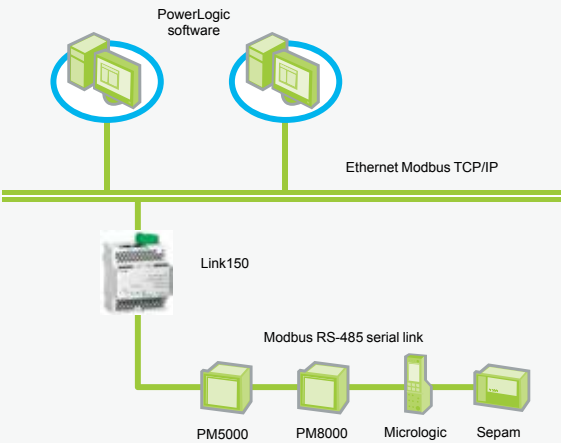 PowerLogic
software
Ethernet Modbus TCP/IP
Link150
Modbus RS-485 serial link
PM5000
PM8000
Micrologic
Sepam